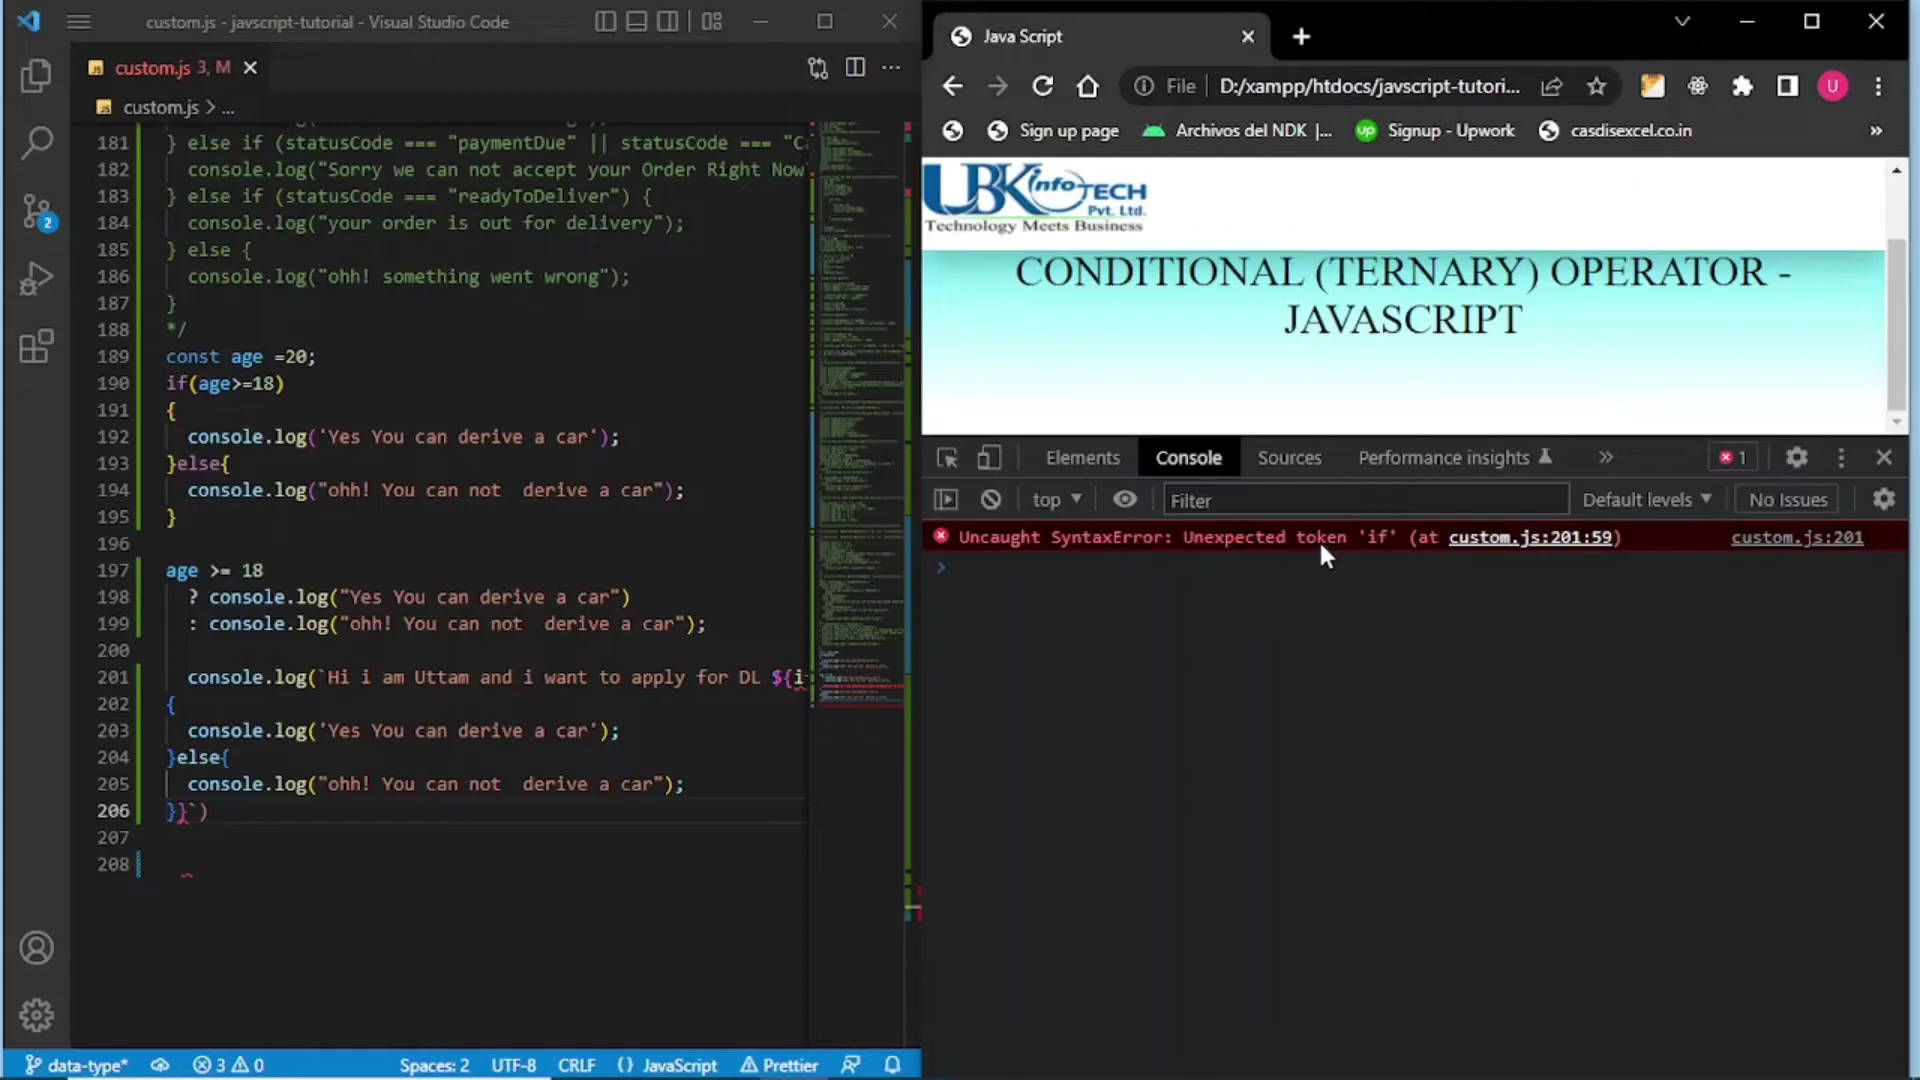 custom.js - javscript-tutorial - Visual Studio Code
custom.js 3, M
custom.js > ...
181 } else if (statusCode === "paymentDue" || statusCode === "C
182 console.log("Sorry we can not accept your Order Right Now
183 } else if (statusCode === "readyToDeliver") {
184 console.log("your order is out for delivery");
185 } else {
186 console.log("ohh! something went wrong");
187 }
188 */
189 const age =20;
190 if(age>=18)
191 {
192 console.log('Yes You can derive a car');
193 }else{
194 console.log("ohh! You can not  derive a car");
195 }
196
197 age >= 18
198 ? console.log("Yes You can derive a car")
199 : console.log("ohh! You can not  derive a car");
200
201 console.log(`Hi i am Uttam and i want to apply for DL ${i
202 {
203 console.log('Yes You can derive a car');
204 }else{
205 console.log("ohh! You can not  derive a car");
206 }}`)
207
208
2
data-type* 3 0 Spaces: 2 UTF-8 CRLF {} JavaScript Prettier
Java Script
File D:/xampp/htdocs/javscript-tutori... U
Sign up page Archivos del NDK |... up Signup - Upwork casdisexcel.co.in »
UBK InfoTECH
Pvt. Ltd.
Technology Meets Business
CONDITIONAL (TERNARY) OPERATOR -
JAVASCRIPT
Elements Console Sources Performance insights » 1
top Filter Default levels No Issues
Uncaught SyntaxError: Unexpected token 'if' (at custom.js:201:59) custom.js:201
>